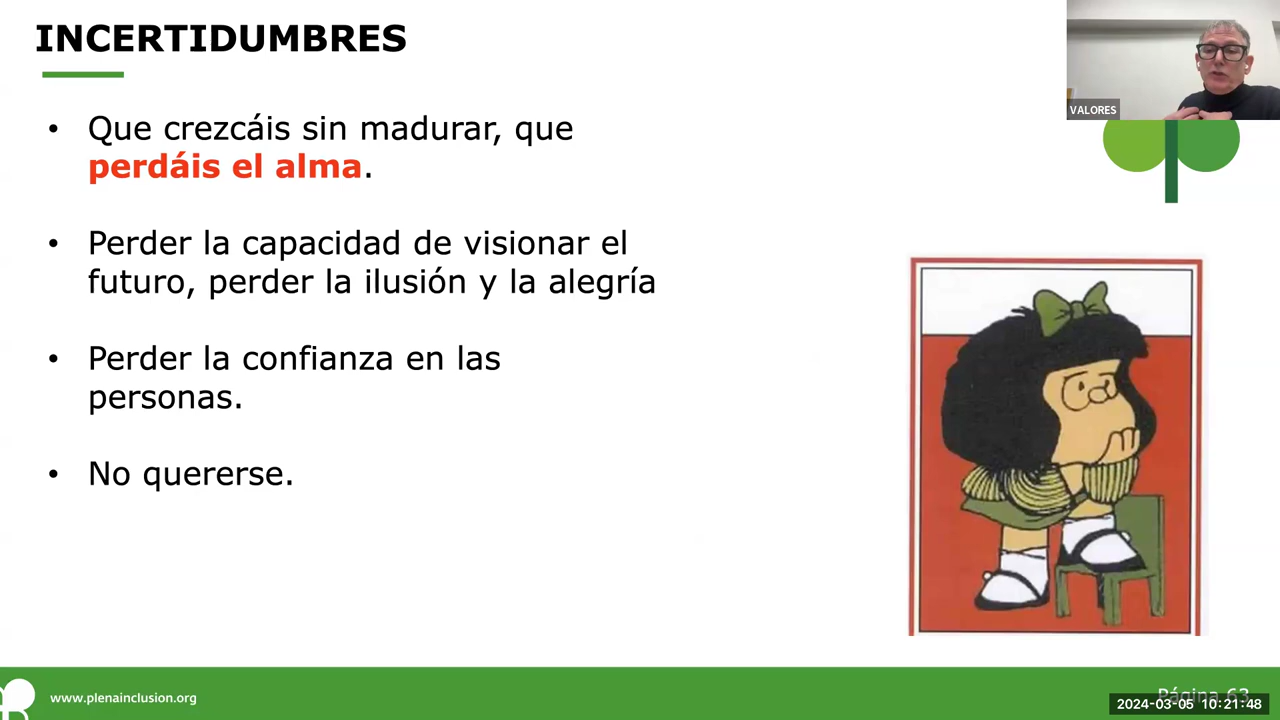 INCERTIDUMBRES
VALORES
• Que crezcáis sin madurar, que
perdáis el alma.
• Perder la capacidad de visionar el
futuro, perder la ilusión y la alegría
• Perder la confianza en las
personas.
• No quererse.
www.plenainclusion.org
Página 63
2024-03-05 10:21:48